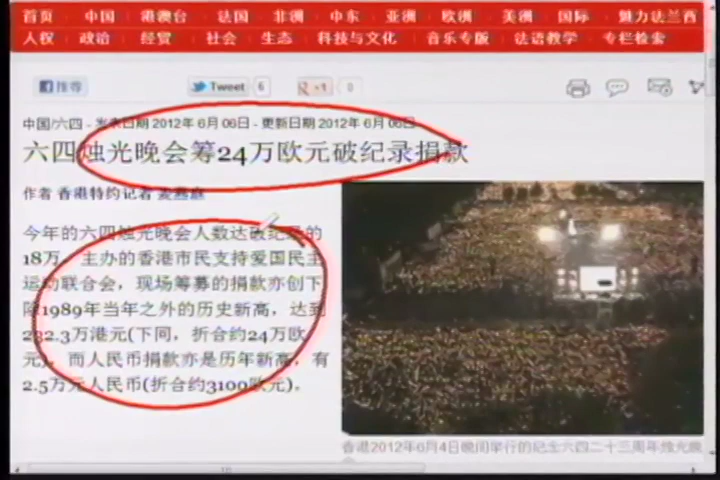 首页 中国 港澳台 法国 非洲 中东 亚洲 欧洲 美洲 国际 魅力法兰西
人权 政治 经贸 社会 生态 科技与文化 音乐专版 法语教学 专栏检索
推荐 Tweet 6 +1 0
中国/六四 - 发表日期 2012年 6月 06日 - 更新日期 2012年 6月 06日
六四烛光晚会筹24万欧元破纪录捐款
作者 香港特约记者 麦燕庭
今年的六四烛光晚会人数达破纪录的
18万，主办的香港市民支持爱国民主
运动联合会，现场筹募的捐款亦创下
除1989年当年之外的历史新高，达到
232.3万港元(下同，折合约24万欧
元)，而人民币捐款亦是历年新高，有
2.5万元人民币(折合约3100欧元)。
香港2012年6月4日晚间举行的纪念六四二十三周年烛光晚